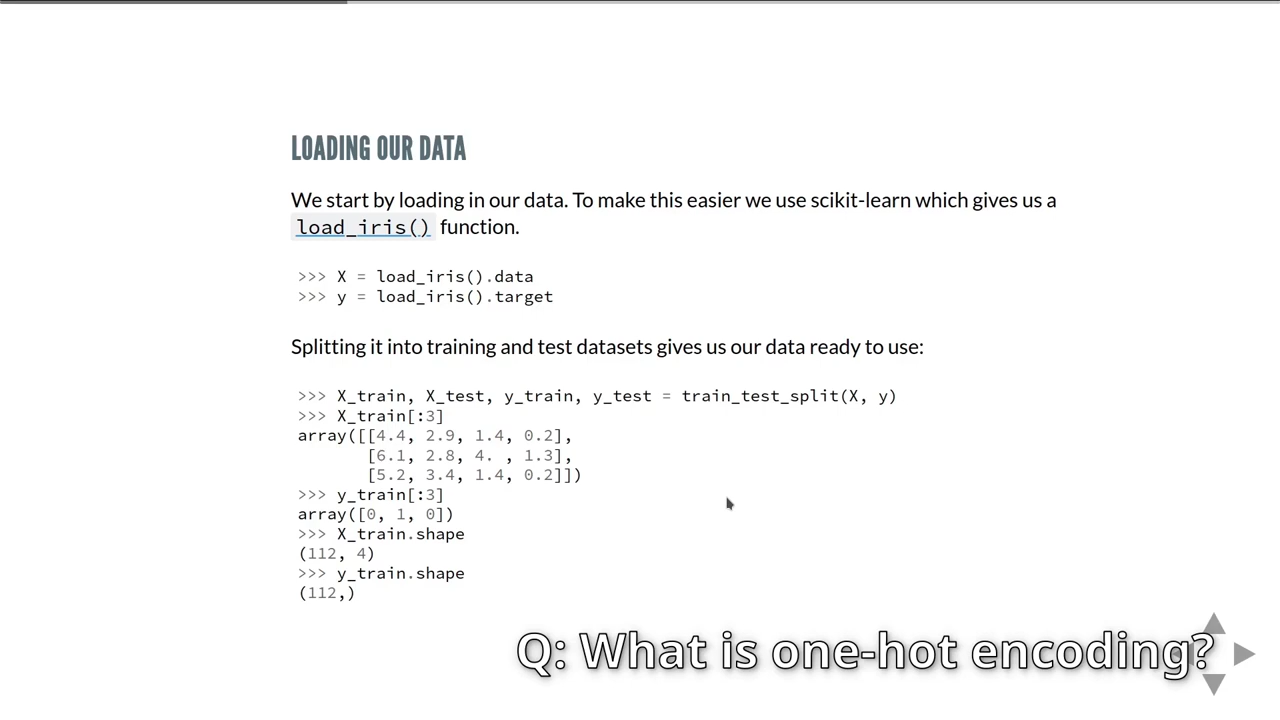 LOADING OUR DATA
We start by loading in our data. To make this easier we use scikit-learn which gives us a
load_iris() function.
>>> X = load_iris().data
>>> y = load_iris().target
Splitting it into training and test datasets gives us our data ready to use:
>>> X_train, X_test, y_train, y_test = train_test_split(X, y)
>>> X_train[:3]
array([[4.4, 2.9, 1.4, 0.2],
       [6.1, 2.8, 4. , 1.3],
       [5.2, 3.4, 1.4, 0.2]])
>>> y_train[:3]
array([0, 1, 0])
>>> X_train.shape
(112, 4)
>>> y_train.shape
(112,)
Q: What is one-hot encoding?